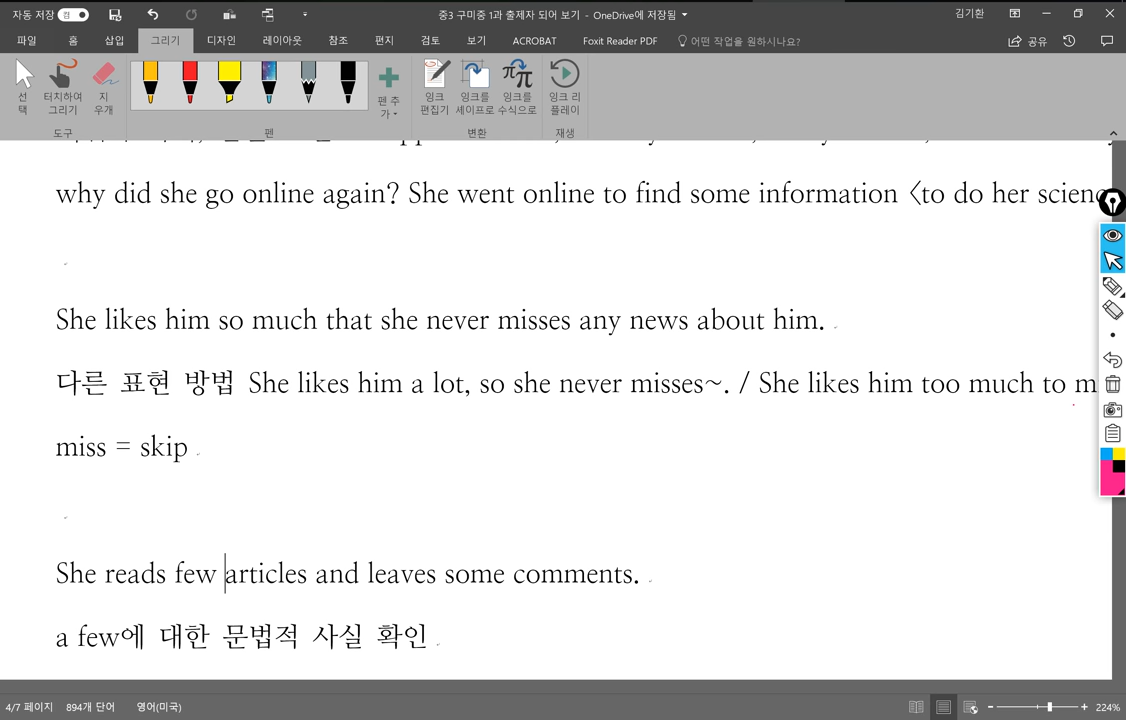 자동 저장 켬 중3 구미중 1과 출제자 되어 보기 - OneDrive에 저장됨 김기환
파일 홈 삽입 그리기 디자인 레이아웃 참조 편지 검토 보기 ACROBAT Foxit Reader PDF 어떤 작업을 원하시나요? 공유
선택 터치하여 그리기 지우개 펜 추가 잉크 편집기 잉크를 셰이프로 잉크를 수식으로 잉크 리플레이
도구 펜 변환 재생
why did she go online again? She went online to find some information <to do her scienc
She likes him so much that she never misses any news about him.
다른 표현 방법 She likes him a lot, so she never misses~. / She likes him too much to m
miss = skip
She reads few articles and leaves some comments.
a few에 대한 문법적 사실 확인
4/7 페이지 894개 단어 영어(미국) 224%